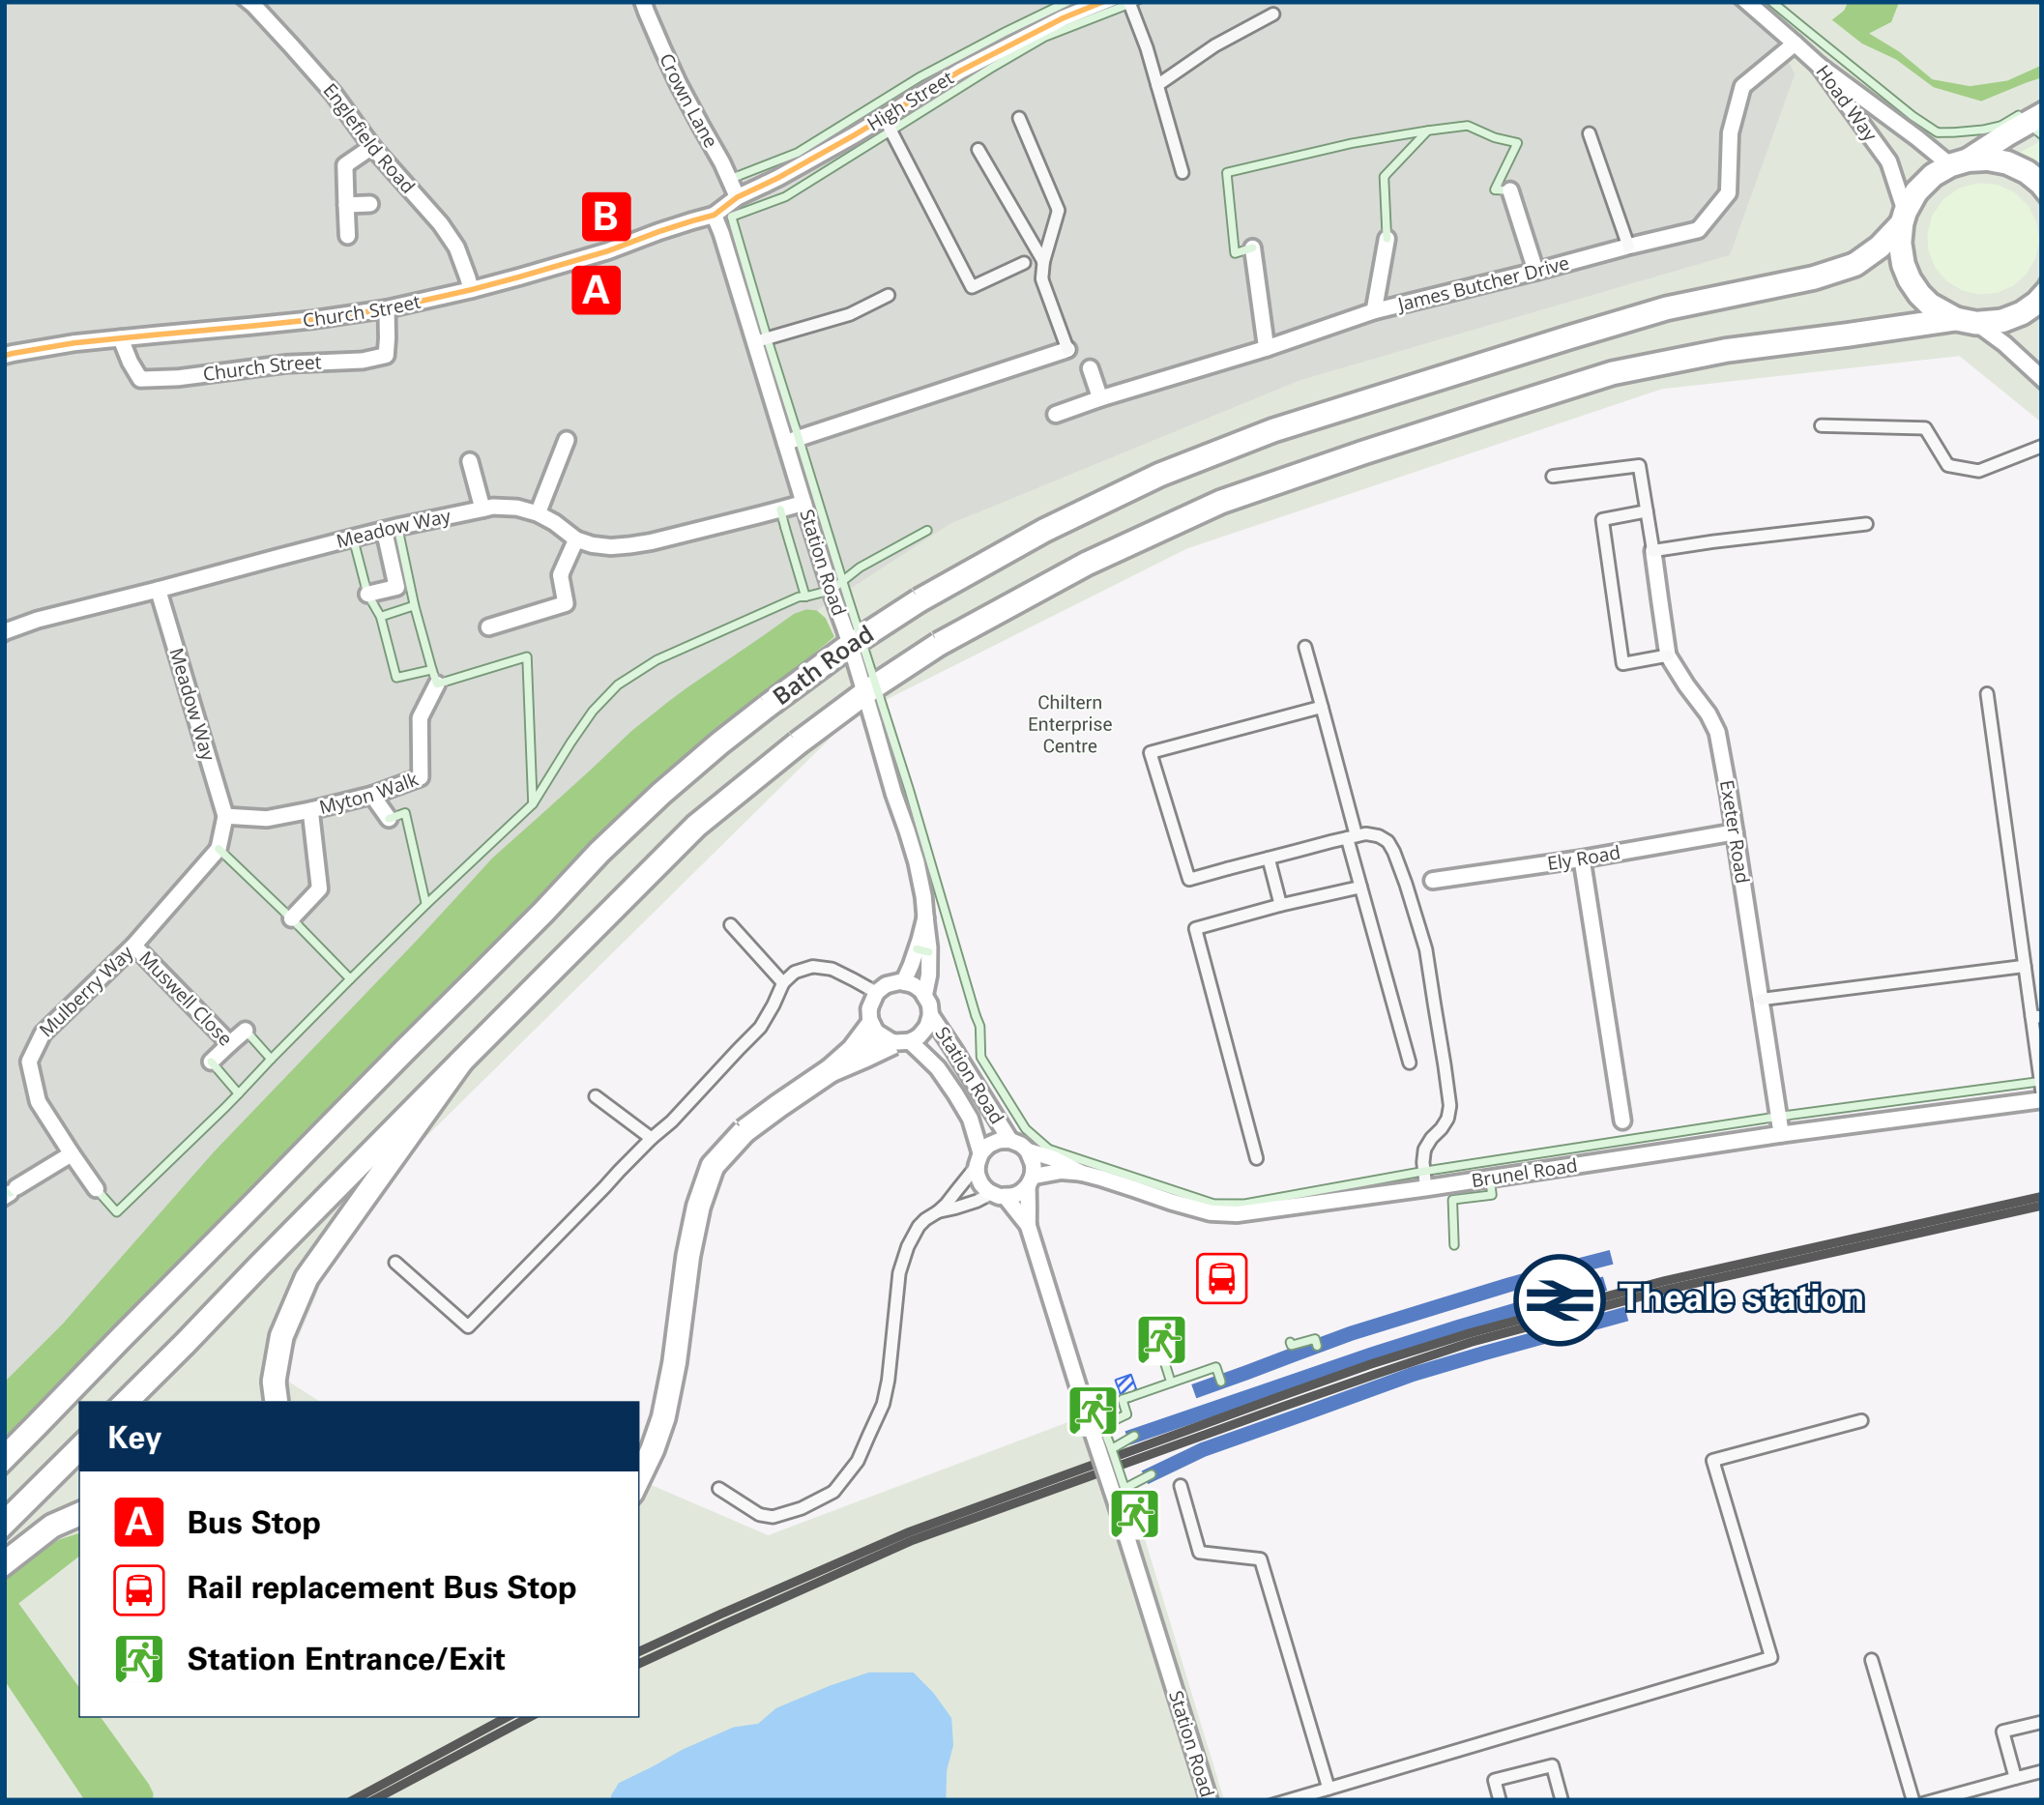 Englefield Road
Crown Lane
High Street
Hoad Way
B
A
Church Street
Church Street
James Butcher Drive
Meadow Way
Station Road
Meadow Way
Bath Road
Chiltern
Enterprise
Centre
Myton Walk
Exeter Road
Ely Road
Mulberry Way
Muswell Close
Station Road
Brunel Road
Theale station
Key
A Bus Stop
Rail replacement Bus Stop
Station Entrance/Exit
Station Road